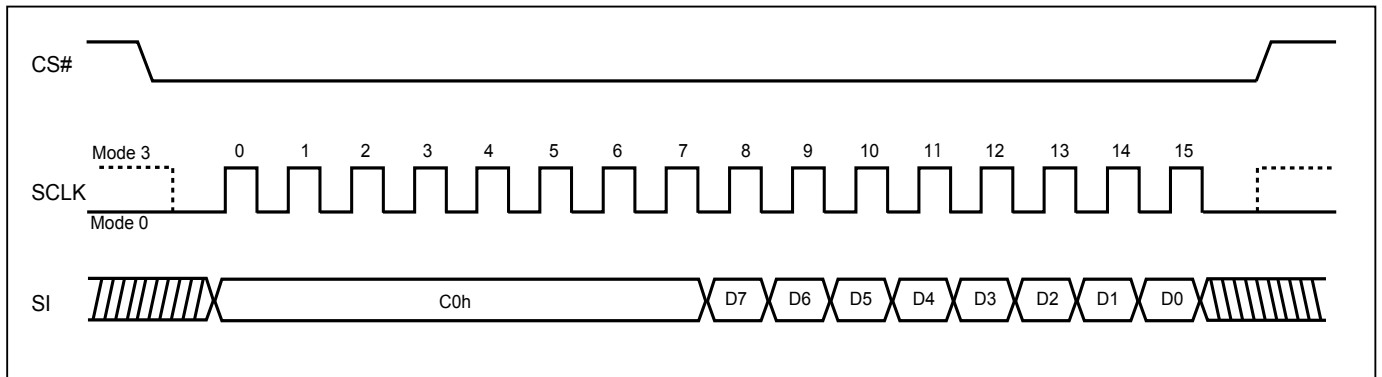 CS#
Mode 3
0 1 2 3 4 5 6 7 8 9 10 11 12 13 14 15
SCLK
Mode 0
SI
C0h D7 D6 D5 D4 D3 D2 D1 D0